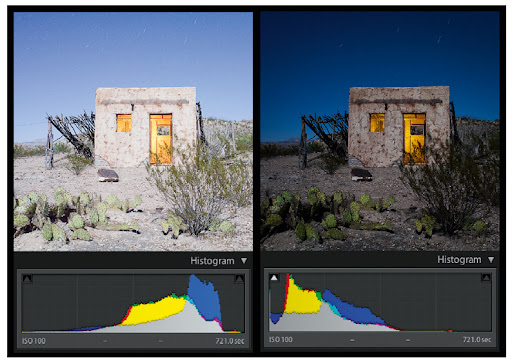 Histogram ▼
ISO 100 – – 721.0 sec
Histogram ▼
ISO 100 – – 721.0 sec